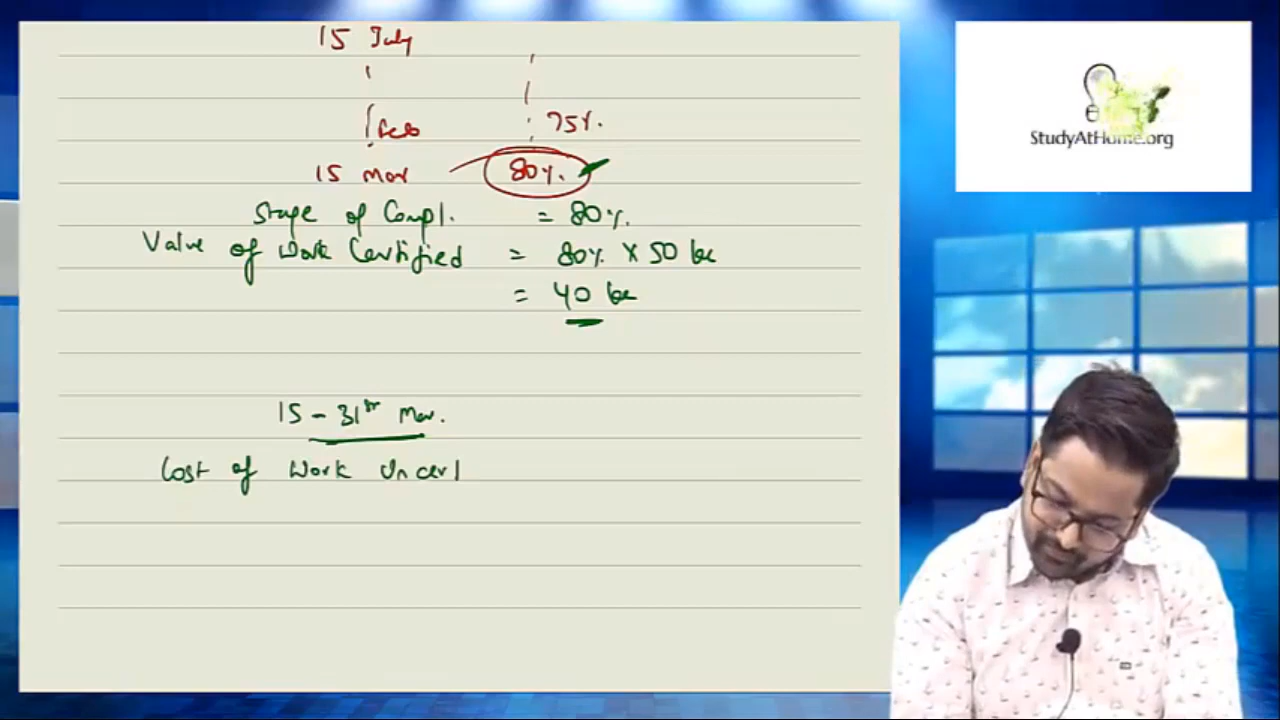 15 July
Feb 75%.
15 Mar 80%.
Stage of Compl. = 80%.
Value of Work Certified = 80% × 50 lac
= 40 lac
15 - 31st Mar.
Cost of Work Uncert
StudyAtHome.org